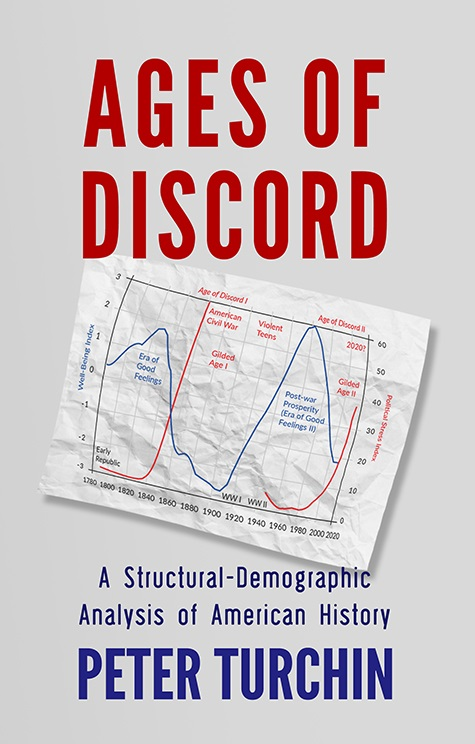 AGES OF
DISCORD
3
2
1
0
-1
-2
-3
Well-Being Index
Age of Discord I
American
Civil War
Violent
Teens
Age of Discord II
2020?
Era of
Good
Feelings
Gilded
Age I
Post-war
Prosperity
(Era of Good
Feelings II)
Gilded
Age II
Early
Republic
WW I
WW II
60
50
40
30
20
10
0
Political Stress Index
1780 1800 1820 1840 1860 1880 1900 1920 1940 1960 1980 2000 2020
A Structural-Demographic
Analysis of American History
PETER TURCHIN